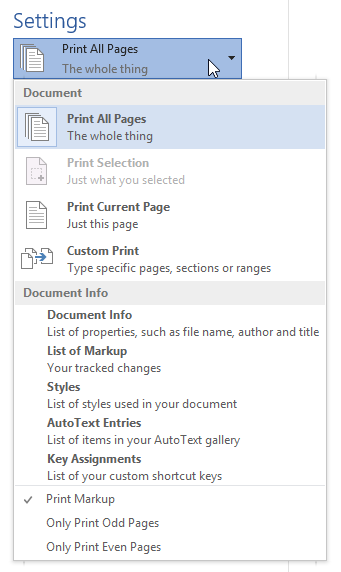 Settings
Print All Pages
The whole thing
Document
Print All Pages
The whole thing
Print Selection
Just what you selected
Print Current Page
Just this page
Custom Print
Type specific pages, sections or ranges
Document Info
Document Info
List of properties, such as file name, author and title
List of Markup
Your tracked changes
Styles
List of styles used in your document
AutoText Entries
List of items in your AutoText gallery
Key Assignments
List of your custom shortcut keys
Print Markup
Only Print Odd Pages
Only Print Even Pages